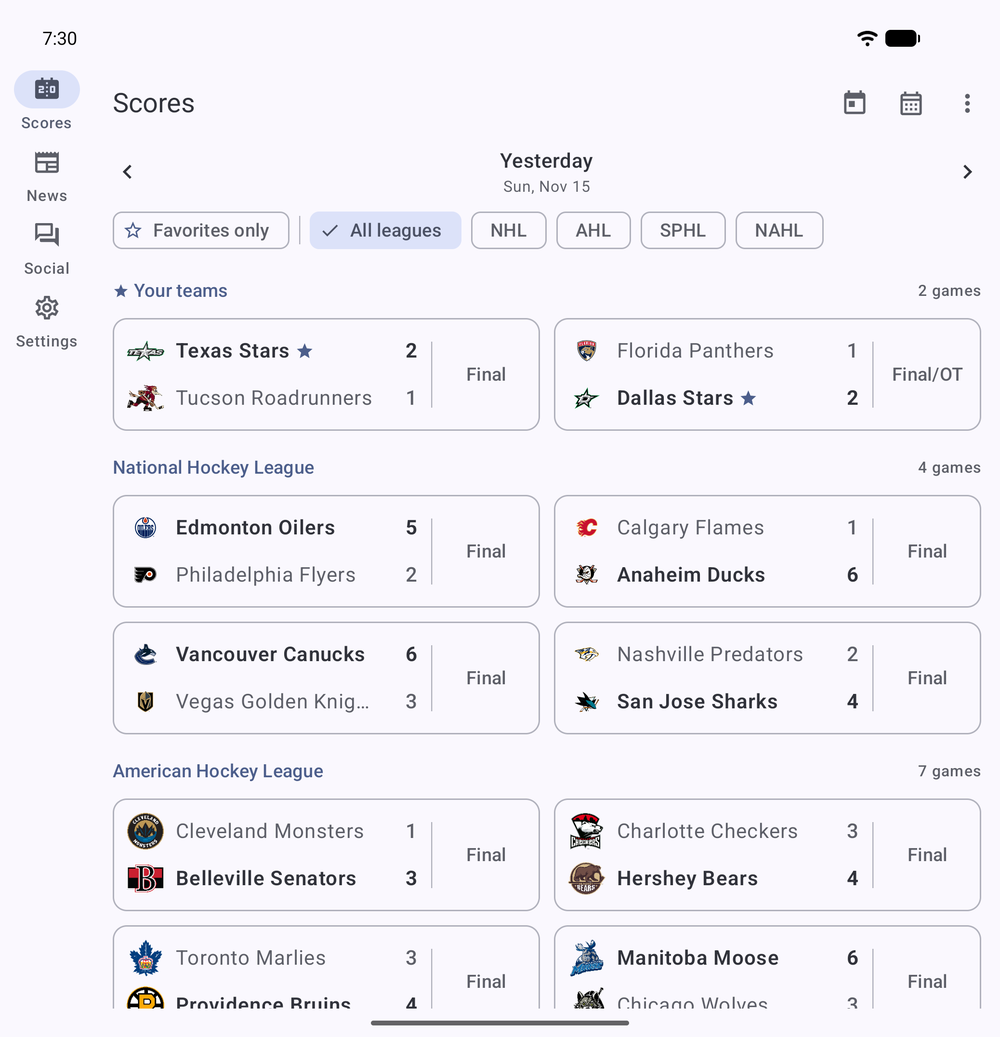 7:30
Scores
News
Social
Settings
Scores
Yesterday
Sun, Nov 15
Favorites only
All leagues
NHL
AHL
SPHL
NAHL
Your teams
2 games
Texas Stars 2
Tucson Roadrunners 1
Final
Florida Panthers 1
Dallas Stars 2
Final/OT
National Hockey League
4 games
Edmonton Oilers 5
Philadelphia Flyers 2
Final
Calgary Flames 1
Anaheim Ducks 6
Final
Vancouver Canucks 6
Vegas Golden Knig... 3
Final
Nashville Predators 2
San Jose Sharks 4
Final
American Hockey League
7 games
Cleveland Monsters 1
Belleville Senators 3
Final
Charlotte Checkers 3
Hershey Bears 4
Final
Toronto Marlies 3
Providence Bruins 4
Final
Manitoba Moose 6
Chicago Wolves 3
Final